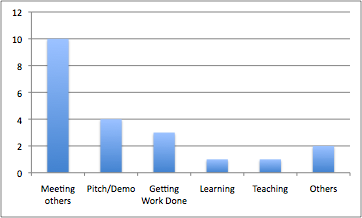 12
10
8
6
4
2
0
Meeting others
Pitch/Demo
Getting Work Done
Learning
Teaching
Others